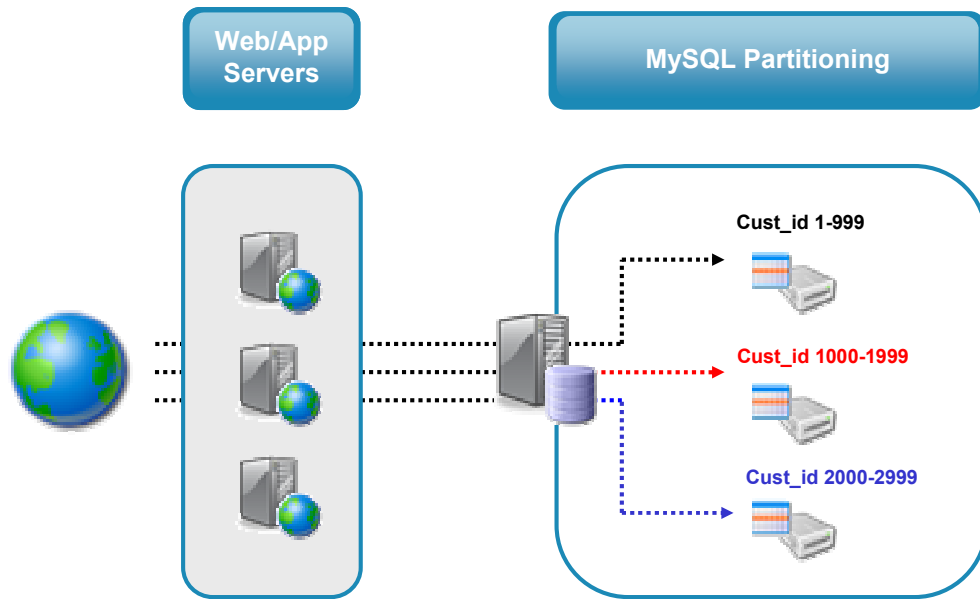 Web/App
Servers
MySQL Partitioning
Cust_id 1-999
Cust_id 1000-1999
Cust_id 2000-2999